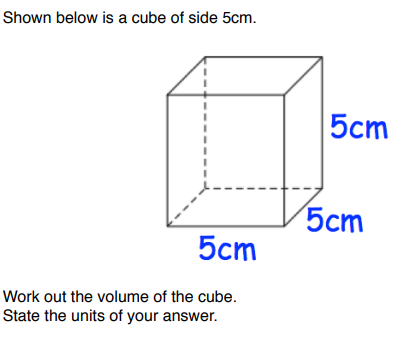 Shown below is a cube of side 5cm.
5cm
5cm
5cm
Work out the volume of the cube.
State the units of your answer.